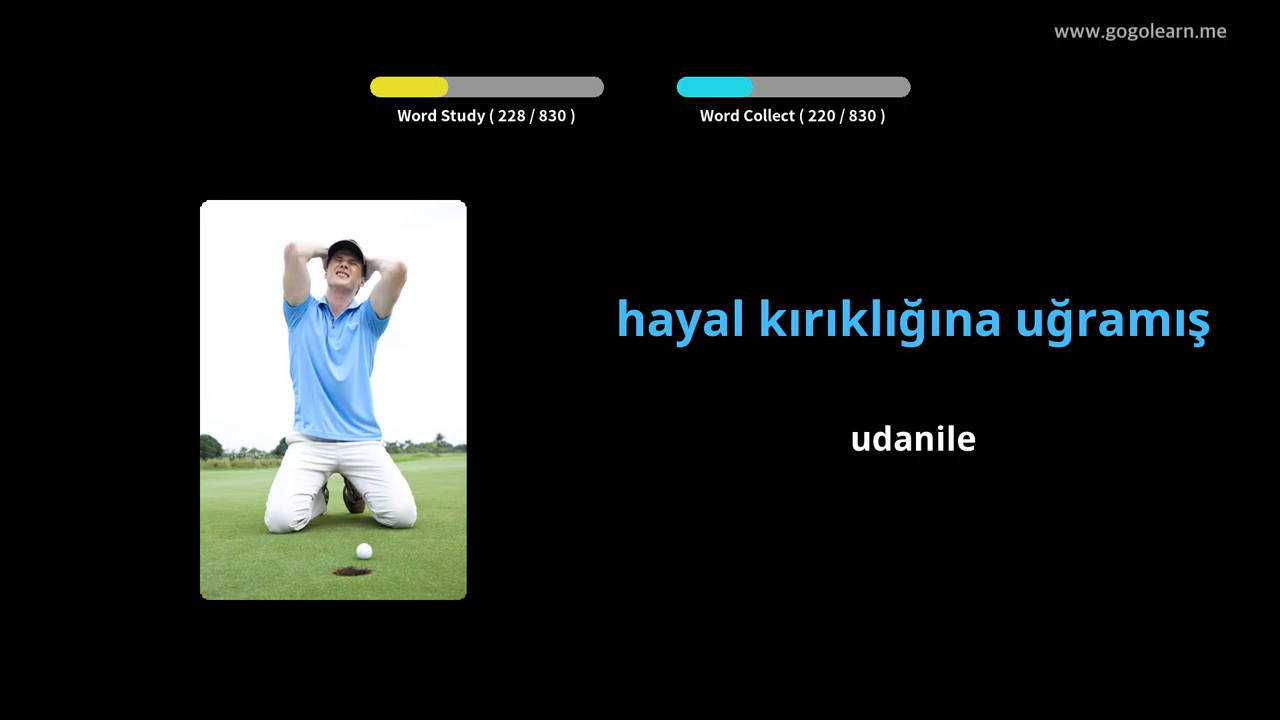 www.gogolearn.me
Word Study ( 228 / 830 )
Word Collect ( 220 / 830 )
hayal kırıklığına uğramış
udanile